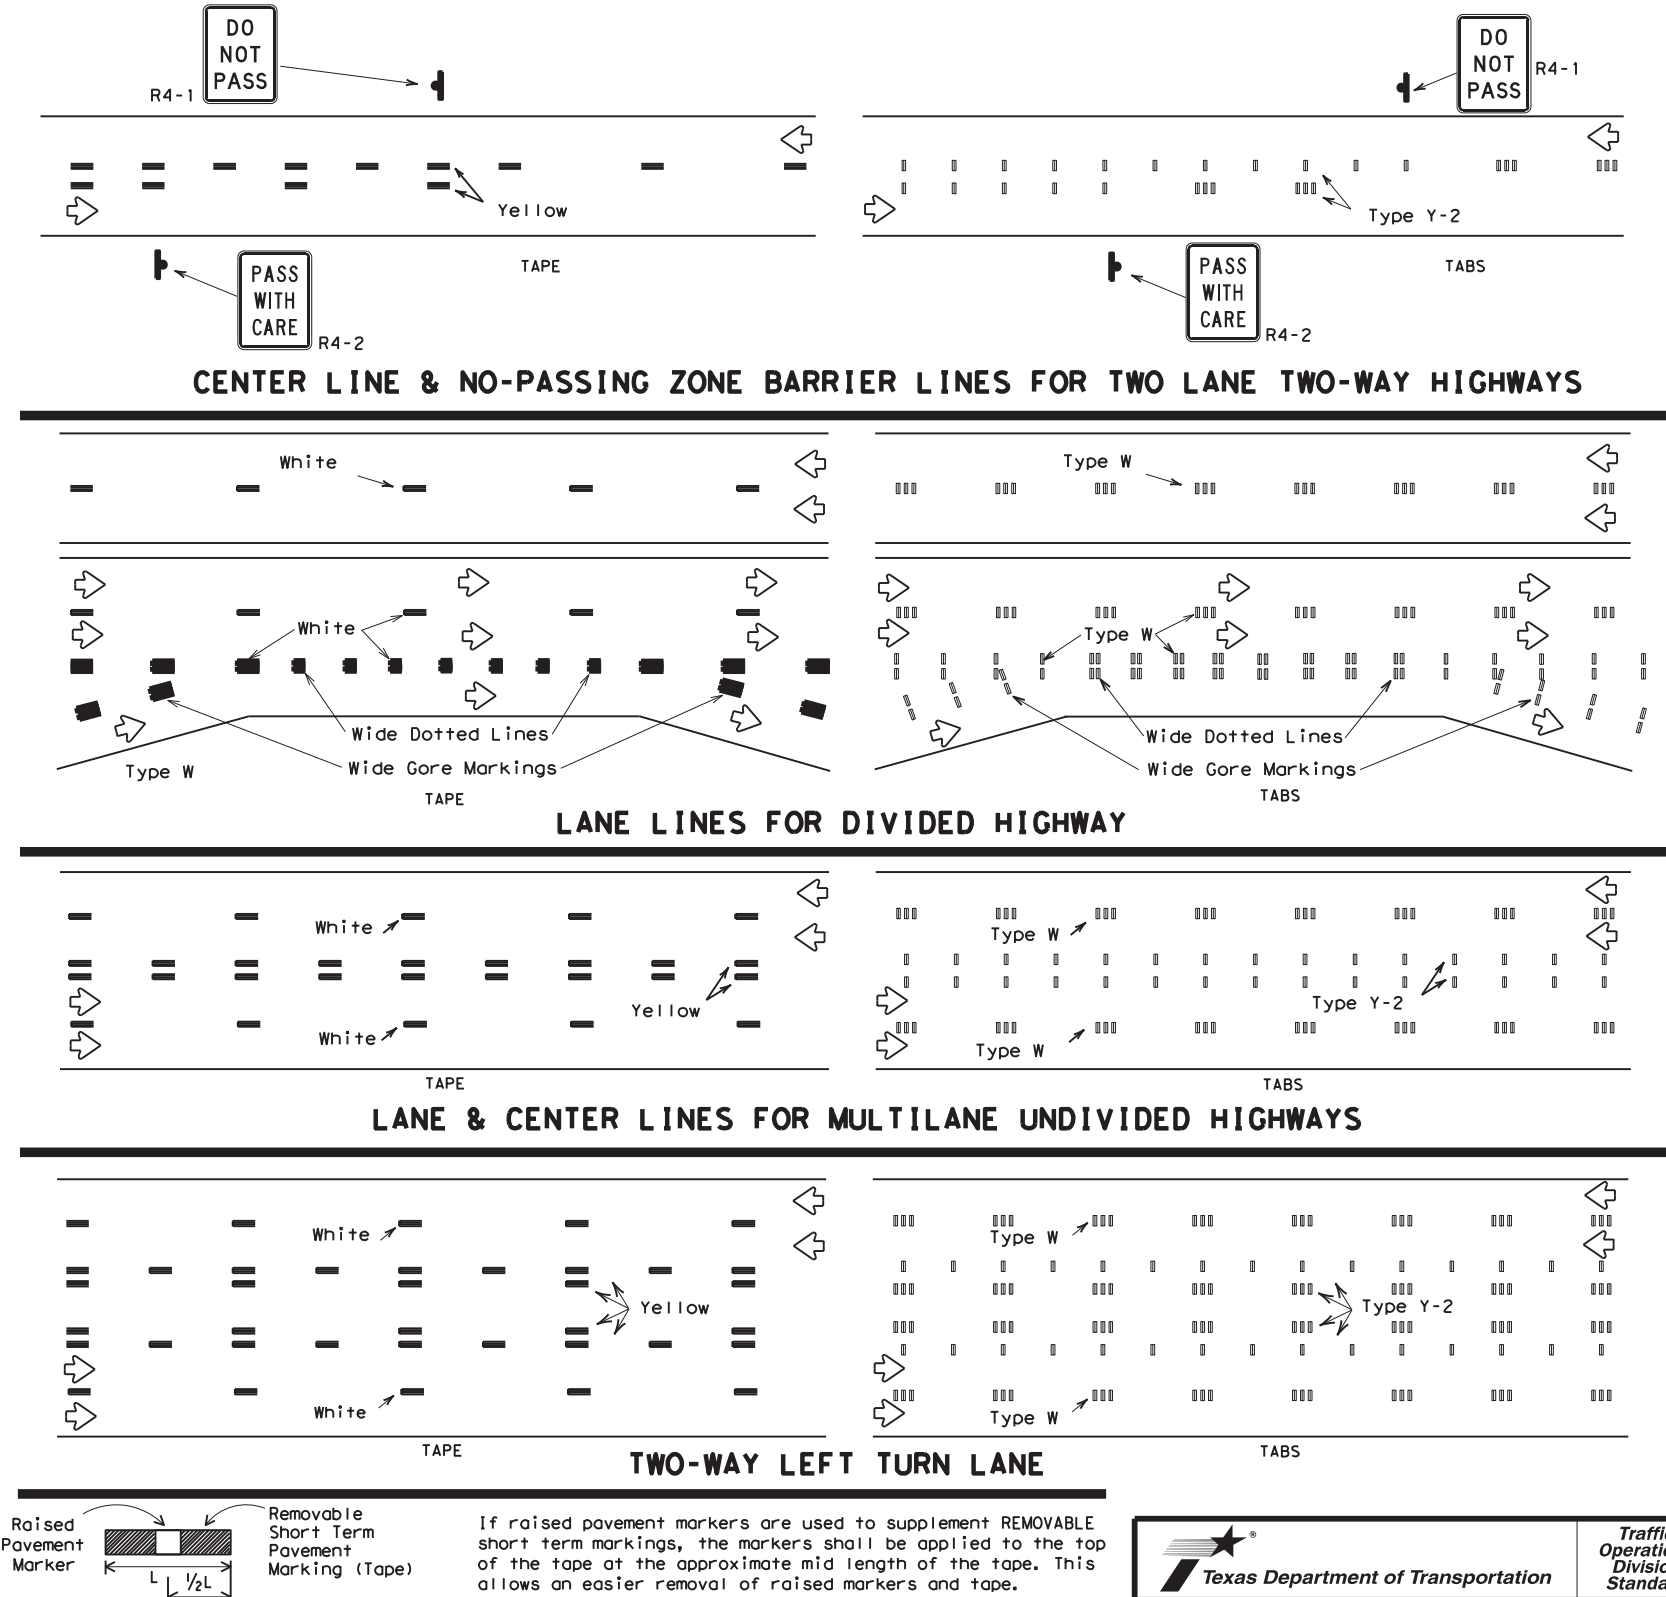 DO
NOT
PASS
R4-1
Yellow
TAPE
PASS
WITH
CARE
R4-2
DO
NOT
PASS
R4-1
Type Y-2
TABS
PASS
WITH
CARE
R4-2
CENTER LINE & NO-PASSING ZONE BARRIER LINES FOR TWO LANE TWO-WAY HIGHWAYS
White
White
Wide Dotted Lines
Wide Gore Markings
Type W
TAPE
Type W
Type W
Wide Dotted Lines
Wide Gore Markings
TABS
LANE LINES FOR DIVIDED HIGHWAY
White
Yellow
White
TAPE
Type W
Type Y-2
Type W
TABS
LANE & CENTER LINES FOR MULTILANE UNDIVIDED HIGHWAYS
White
Yellow
White
TAPE
Type W
Type Y-2
Type W
TABS
TWO-WAY LEFT TURN LANE
Raised
Pavement
Marker
L
½L
Removable
Short Term
Pavement
Marking (Tape)
If raised pavement markers are used to supplement REMOVABLE
short term markings, the markers shall be applied to the top
of the tape at the approximate mid length of the tape. This
allows an easier removal of raised markers and tape.
®
Texas Department of Transportation